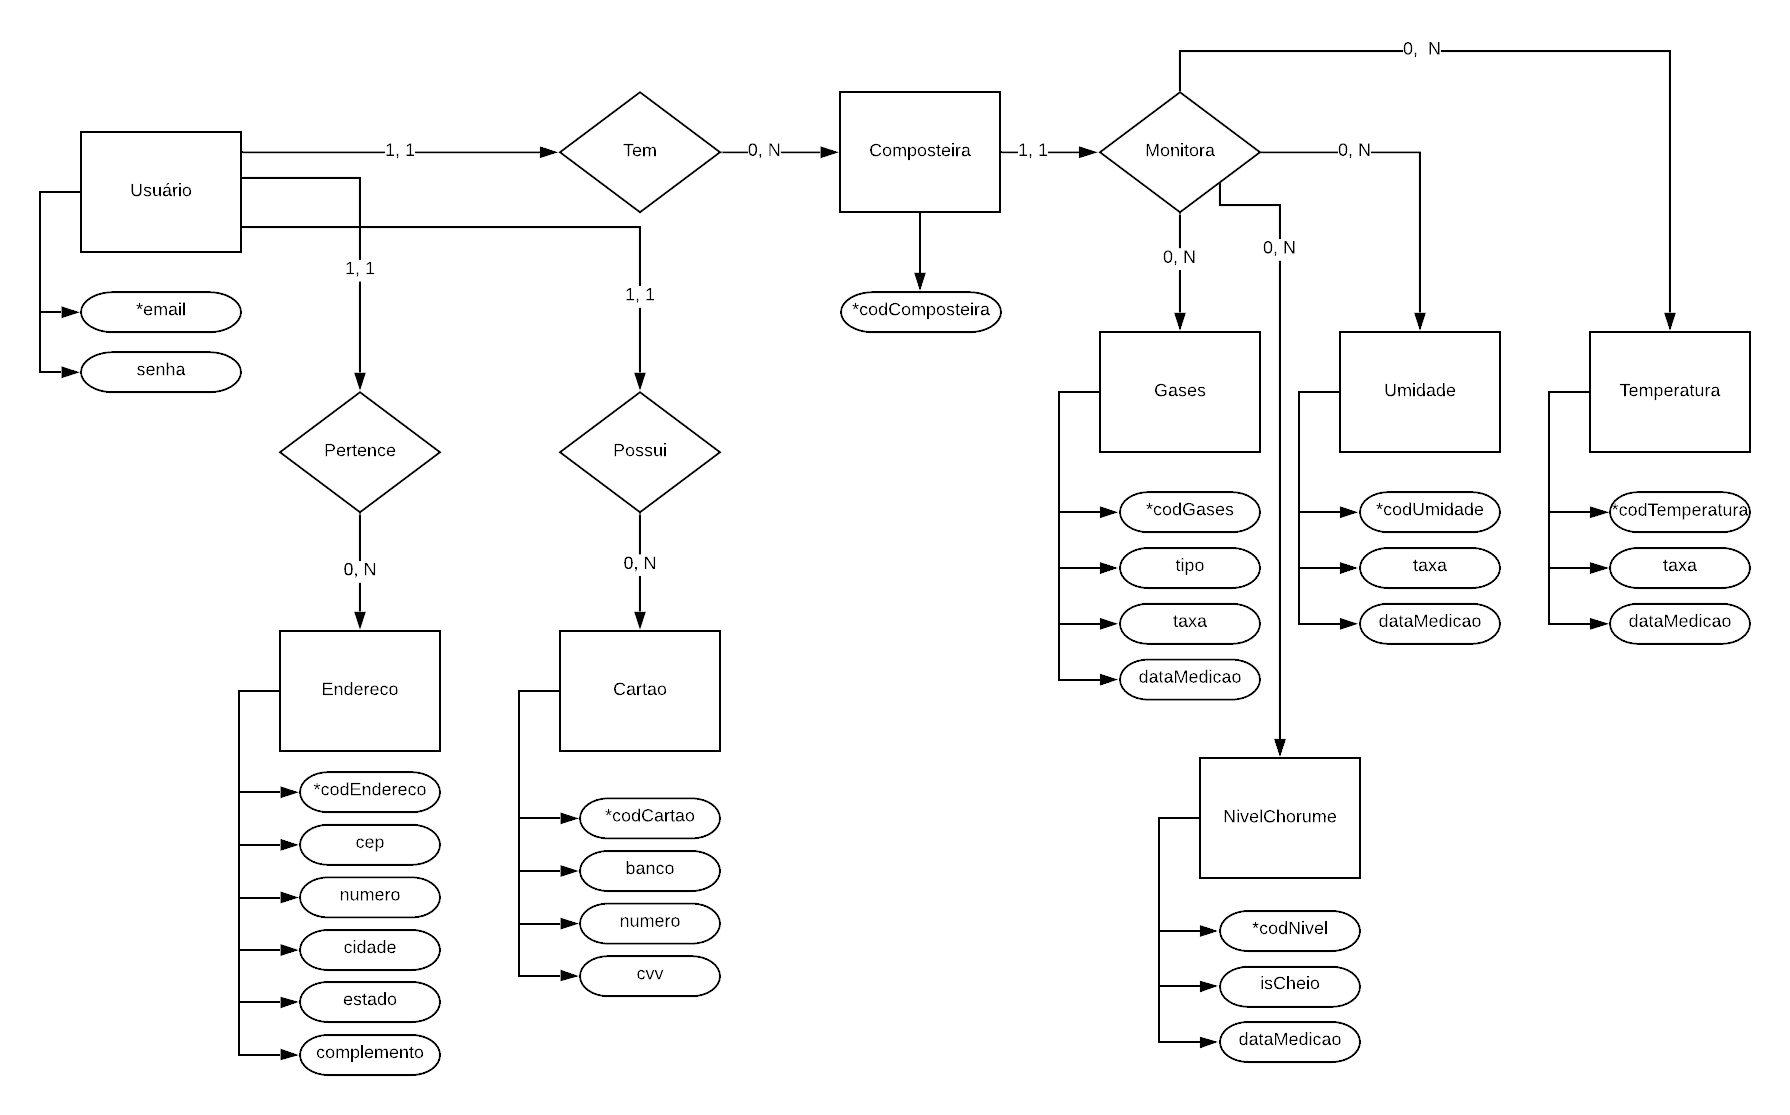 0, N
Usuário
1, 1
Tem
0, N
Composteira
1, 1
Monitora
0, N
1, 1
1, 1
0, N
0, N
*email
senha
*codComposteira
Pertence
Possui
Gases
Umidade
Temperatura
0, N
0, N
*codGases
tipo
taxa
dataMedicao
*codUmidade
taxa
dataMedicao
*codTemperatura
taxa
dataMedicao
Endereco
Cartao
NivelChorume
*codEndereco
cep
numero
cidade
estado
complemento
*codCartao
banco
numero
cvv
*codNivel
isCheio
dataMedicao